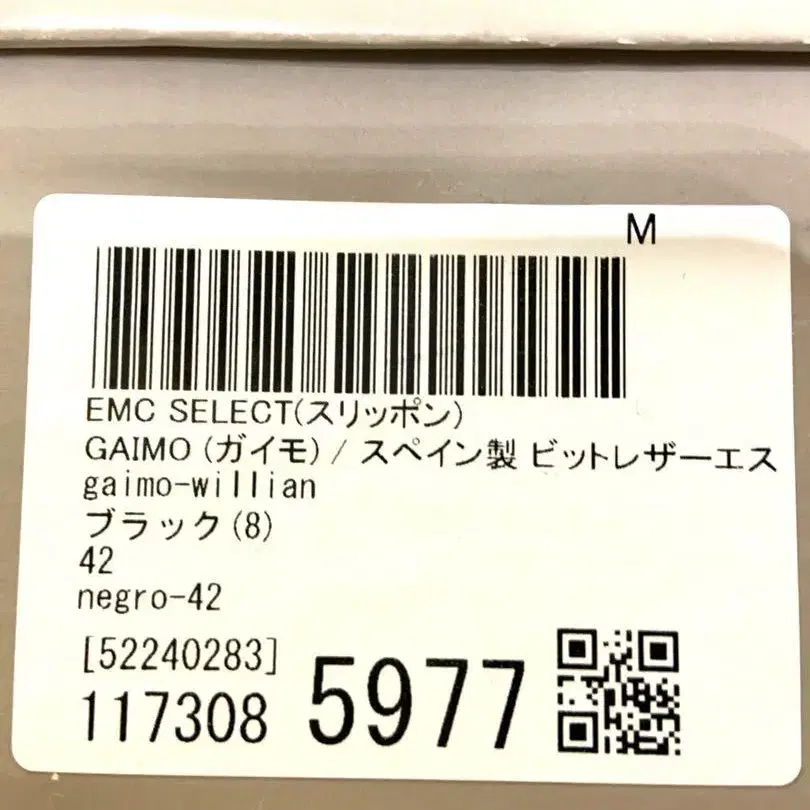 M
EMC SELECT(スリッポン)
GAIMO (ガイモ) / スペイン製 ビットレザーエス
gaimo-willian
ブラック(8)
42
negro-42
[52240283]
117308 5977